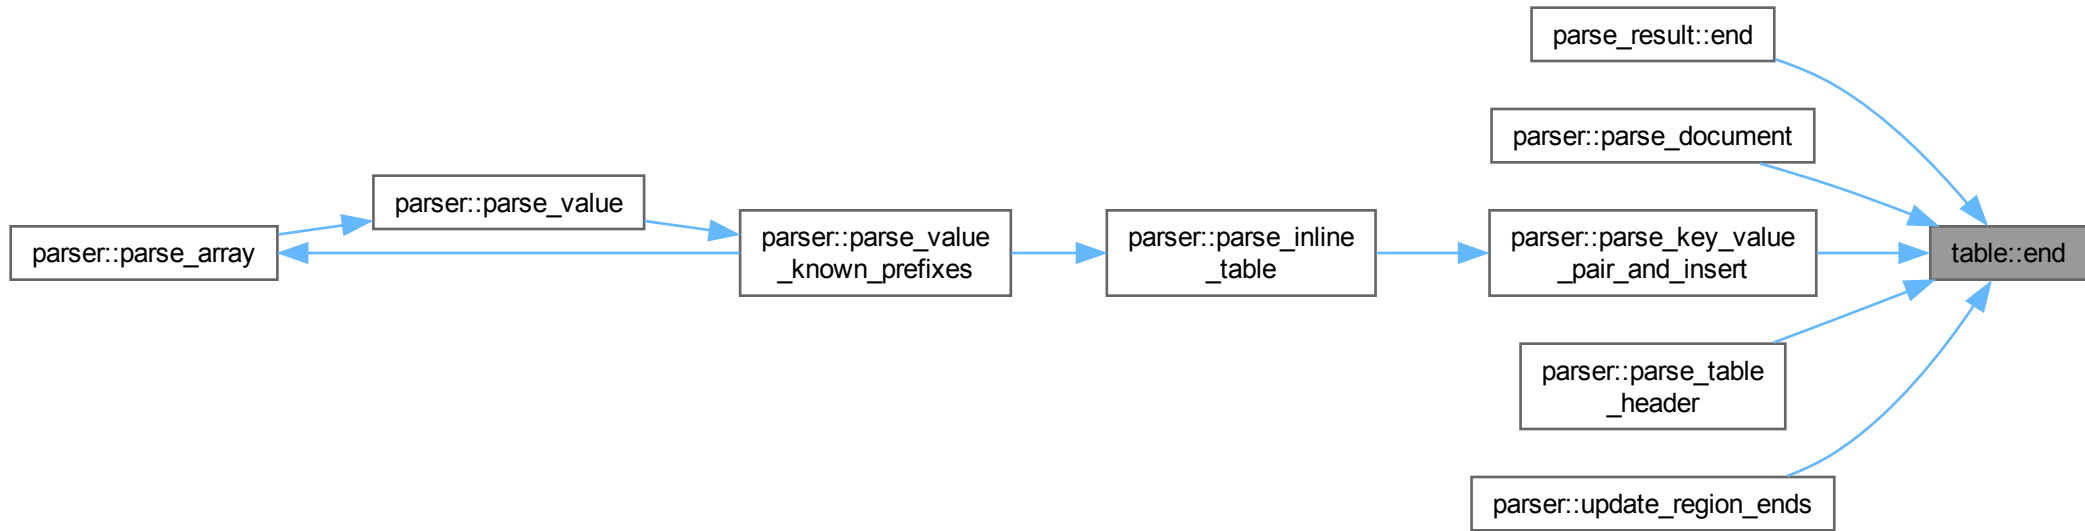 parse_result::end
parser::parse_document
parser::parse_value
parser::parse_array
parser::parse_value
_known_prefixes
parser::parse_inline
_table
parser::parse_key_value
_pair_and_insert
table::end
parser::parse_table
_header
parser::update_region_ends